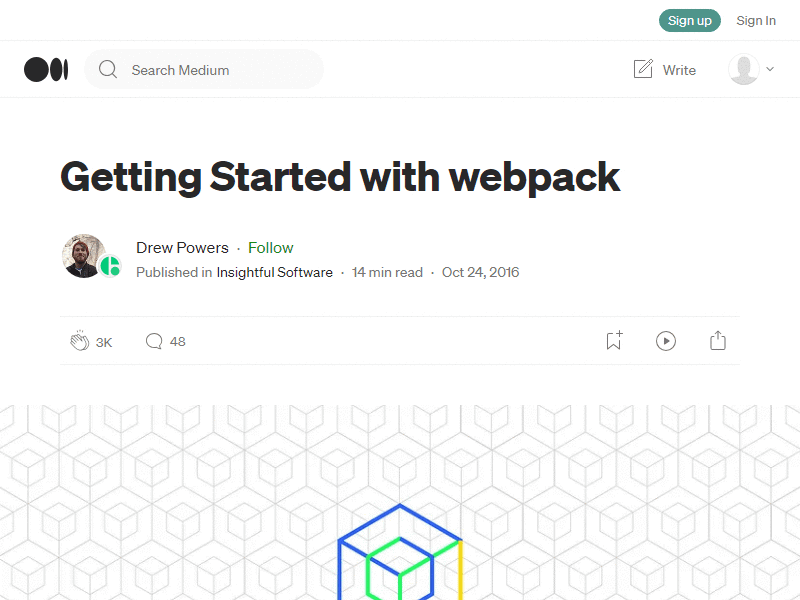 Sign up
Sign In
Search Medium
Write
Getting Started with webpack
Drew Powers · Follow
Published in Insightful Software · 14 min read · Oct 24, 2016
3K
48